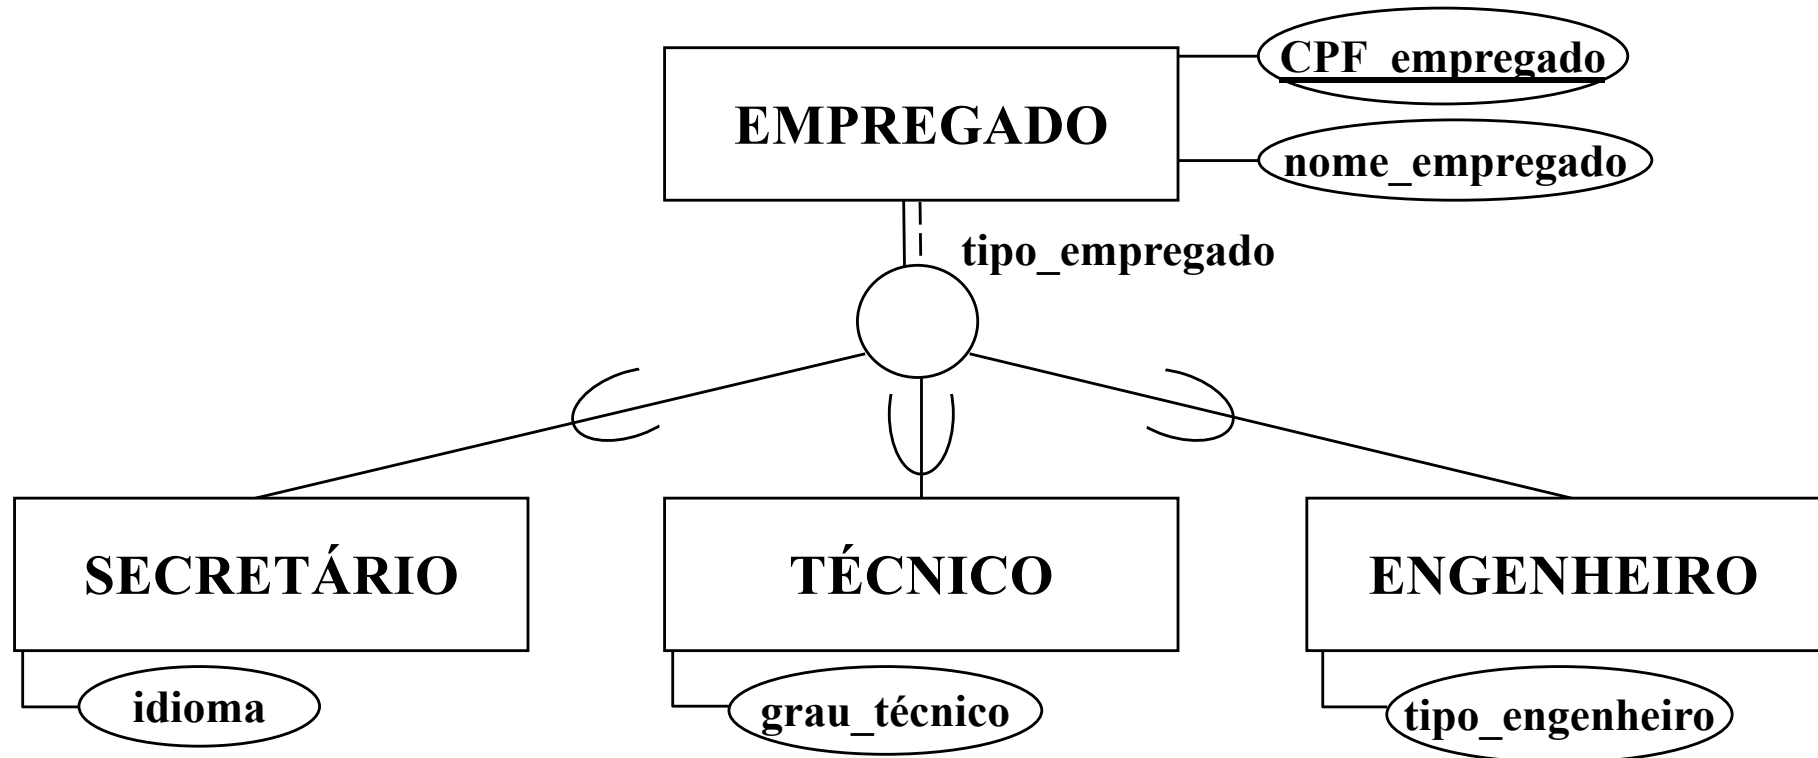 CPF_empregado
EMPREGADO
nome_empregado
tipo_empregado
SECRETÁRIO
TÉCNICO
ENGENHEIRO
idioma
grau_técnico
tipo_engenheiro